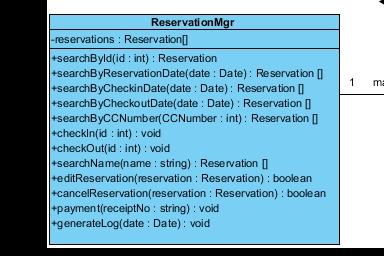 ReservationMgr
-reservations : Reservation[]
+searchById(id : int) : Reservation
+searchByReservationDate(date : Date) : Reservation []
+searchByCheckinDate(date : Date) : Reservation []
+searchByCheckoutDate(date : Date) : Reservation []
+searchByCCNumber(CCNumber : int) : Reservation []
+checkIn(id : int) : void
+checkOut(id : int) : void
+searchName(name : string) : Reservation []
+editReservation(reservation : Reservation) : boolean
+cancelReservation(reservation : Reservation) : boolean
+payment(receiptNo : string) : void
+generateLog(date : Date) : void
1 ma